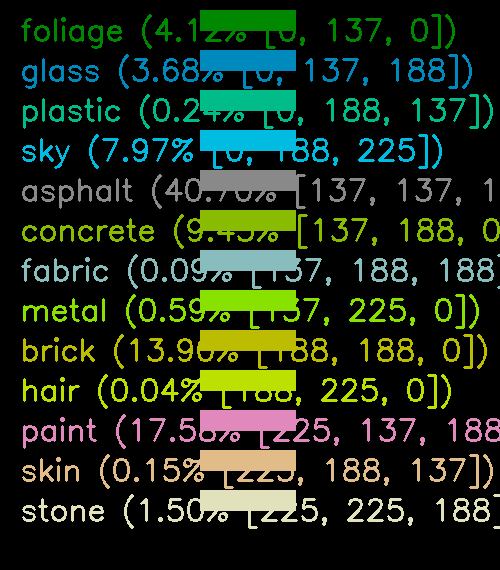 foliage (4.12% [0, 137, 0])
glass (3.68% [0, 137, 188])
plastic (0.24% [0, 188, 137])
sky (7.97% [0, 188, 225])
asphalt (40.70% [137, 137, 1
concrete (9.45% [137, 188, 0
fabric (0.09% [137, 188, 188]
metal (0.59% [137, 225, 0])
brick (13.90% [188, 188, 0])
hair (0.04% [188, 225, 0])
paint (17.58% [225, 137, 188
skin (0.15% [225, 188, 137])
stone (1.50% [225, 225, 188]